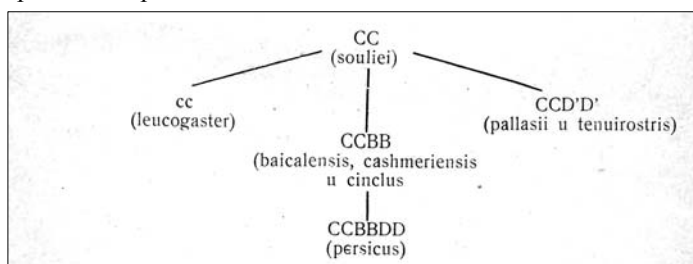 CC
(souliei)
cc
(leucogaster)
CCD'D'
(pallasii u tenuirostris)
CCBB
(baicalensis, cashmeriensis
u cinclus
CCBBDD
(persicus)